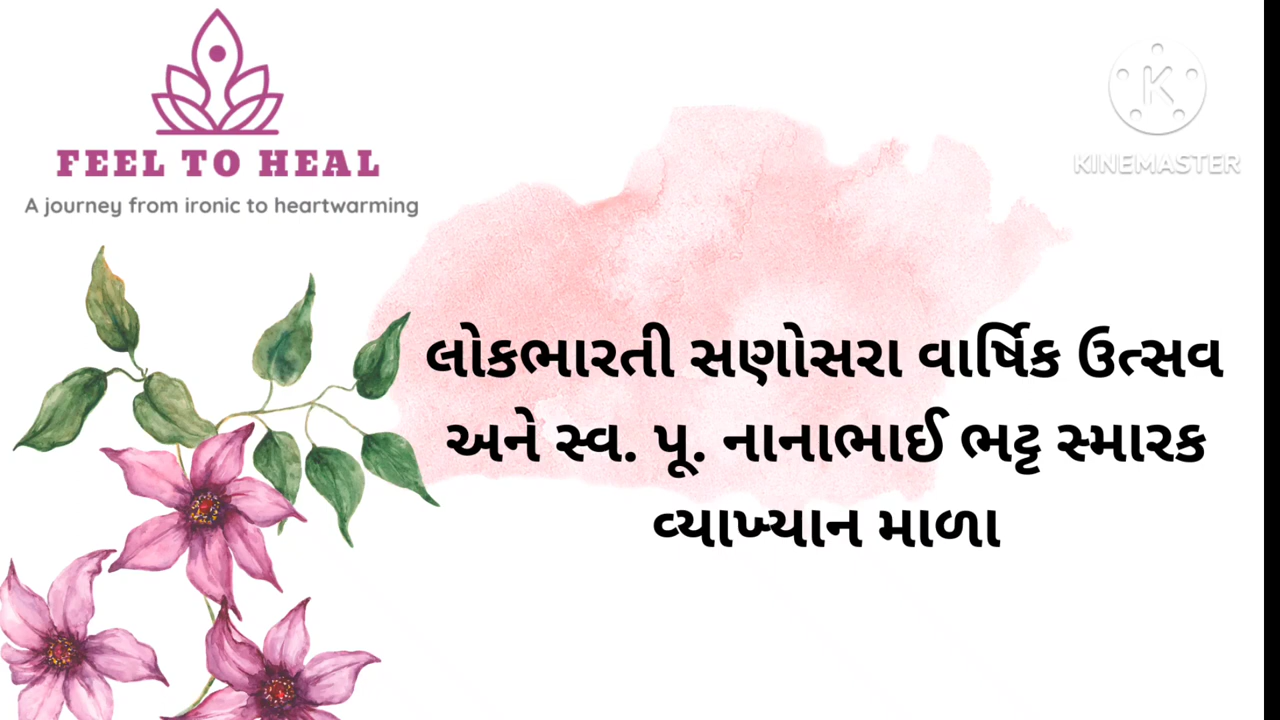 FEEL TO HEAL
A journey from ironic to heartwarming
KINEMASTER
લોકભારતી સણોસરા વાર્ષિક ઉત્સવ
અને સ્વ. પૂ. નાનાભાઈ ભટ્ટ સ્મારક
વ્યાખ્યાન માળા